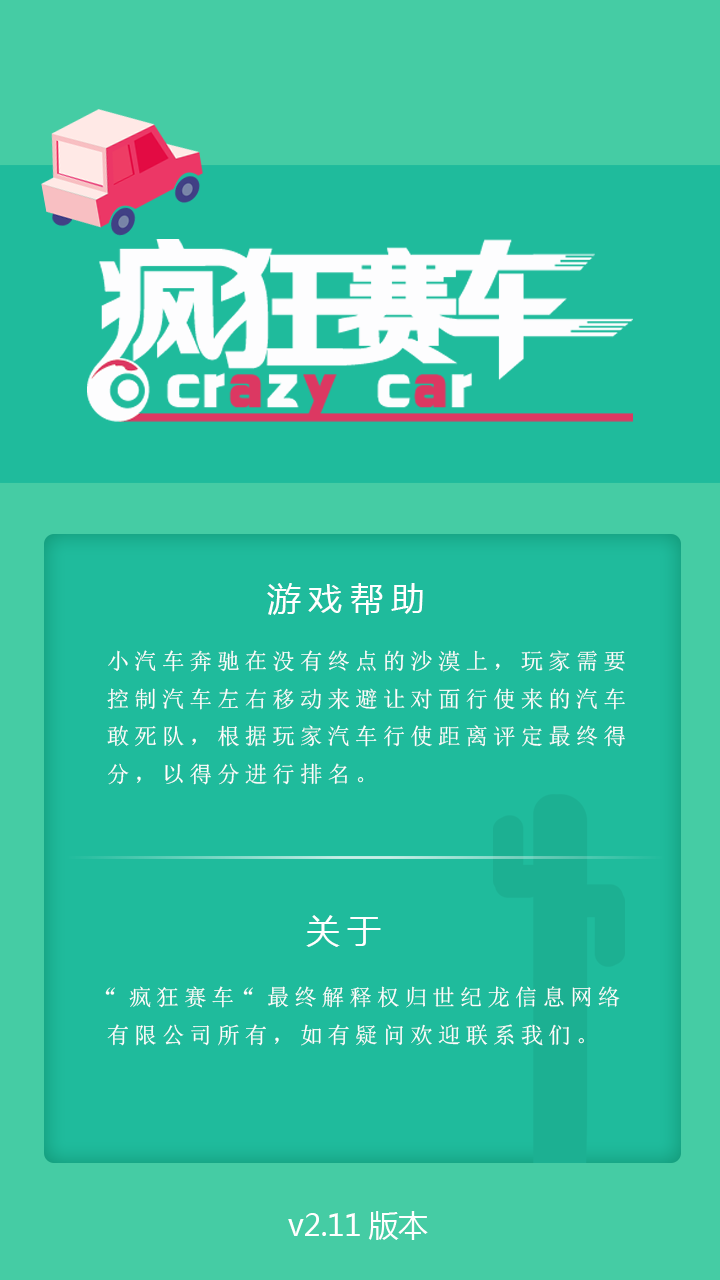 疯狂赛车
crazy car
游戏帮助
小汽车奔驰在没有终点的沙漠上，玩家需要
控制汽车左右移动来避让对面行使来的汽车
敢死队，根据玩家汽车行使距离评定最终得
分，以得分进行排名。
关于
“疯狂赛车“最终解释权归世纪龙信息网络
有限公司所有，如有疑问欢迎联系我们。
v2.11 版本